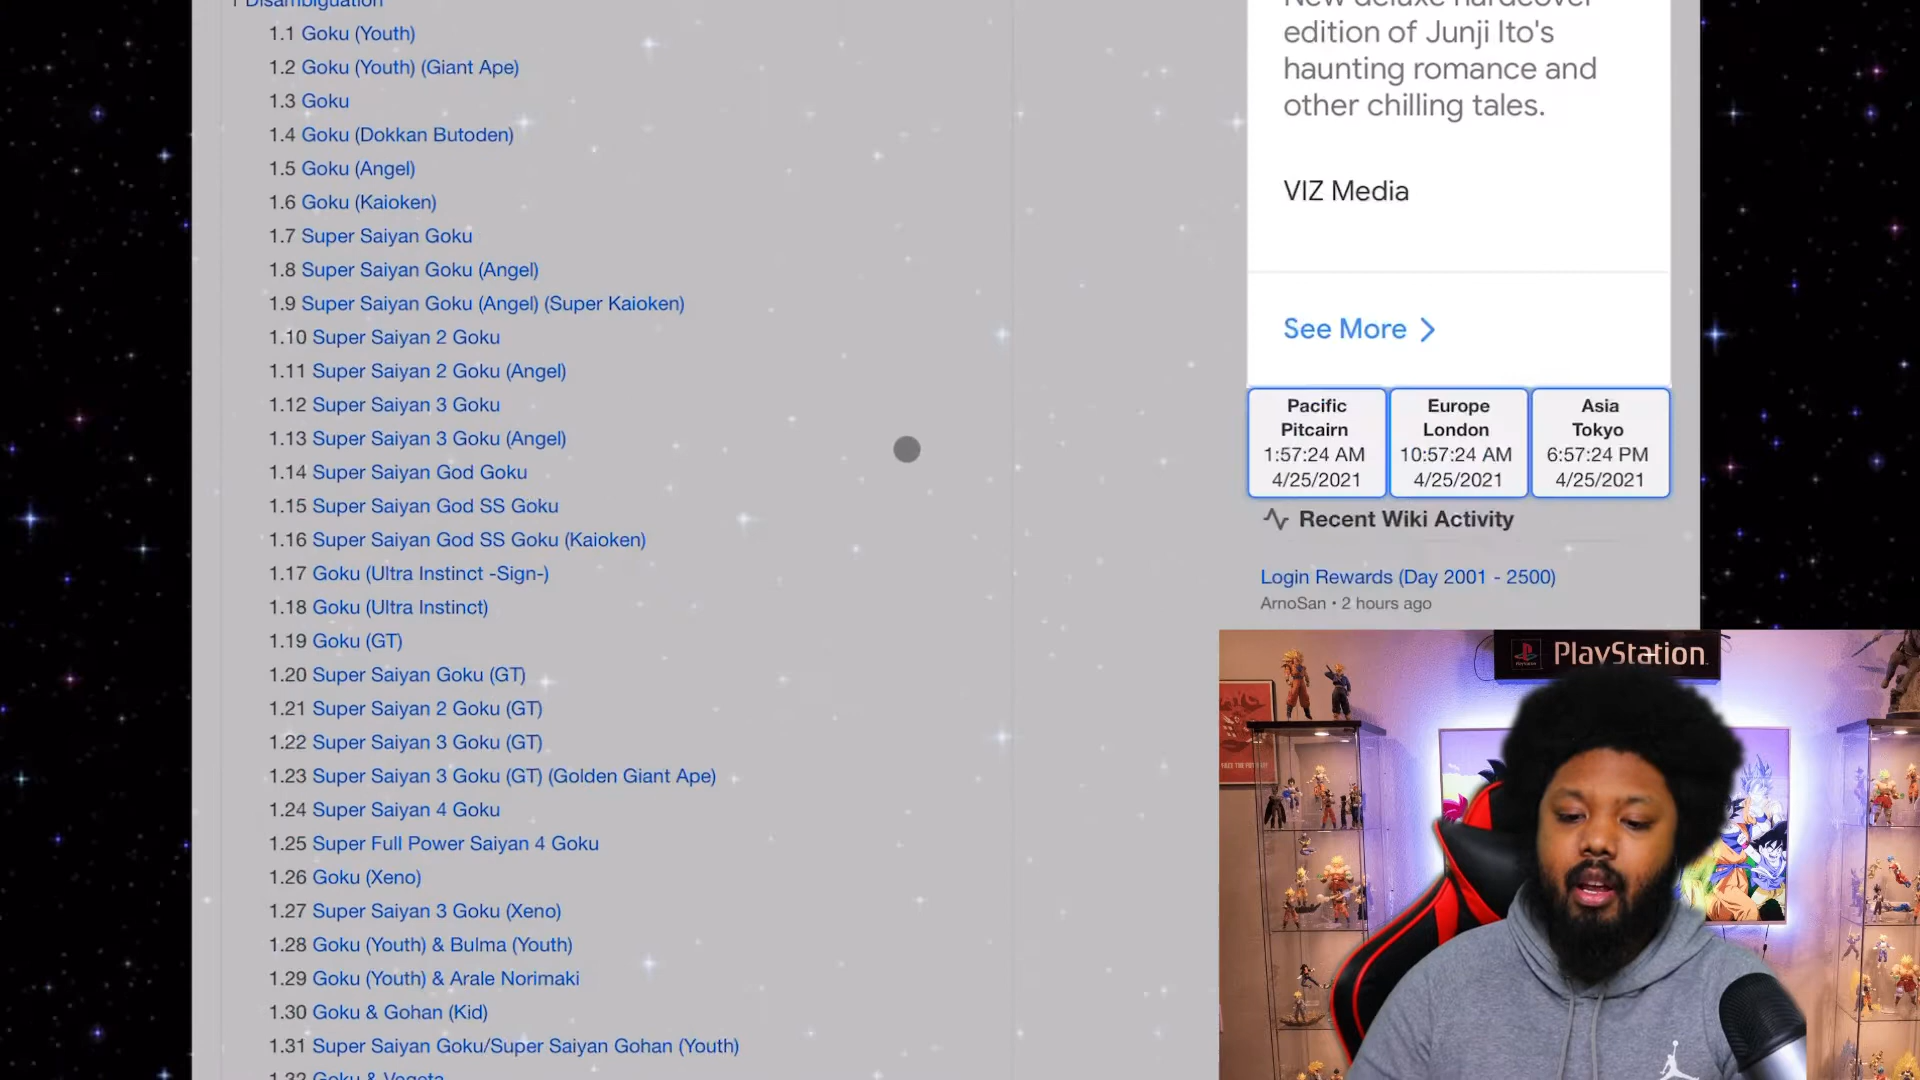 1 Disambiguation
1.1 Goku (Youth)
1.2 Goku (Youth) (Giant Ape)
1.3 Goku
1.4 Goku (Dokkan Butoden)
1.5 Goku (Angel)
1.6 Goku (Kaioken)
1.7 Super Saiyan Goku
1.8 Super Saiyan Goku (Angel)
1.9 Super Saiyan Goku (Angel) (Super Kaioken)
1.10 Super Saiyan 2 Goku
1.11 Super Saiyan 2 Goku (Angel)
1.12 Super Saiyan 3 Goku
1.13 Super Saiyan 3 Goku (Angel)
1.14 Super Saiyan God Goku
1.15 Super Saiyan God SS Goku
1.16 Super Saiyan God SS Goku (Kaioken)
1.17 Goku (Ultra Instinct -Sign-)
1.18 Goku (Ultra Instinct)
1.19 Goku (GT)
1.20 Super Saiyan Goku (GT)
1.21 Super Saiyan 2 Goku (GT)
1.22 Super Saiyan 3 Goku (GT)
1.23 Super Saiyan 3 Goku (GT) (Golden Giant Ape)
1.24 Super Saiyan 4 Goku
1.25 Super Full Power Saiyan 4 Goku
1.26 Goku (Xeno)
1.27 Super Saiyan 3 Goku (Xeno)
1.28 Goku (Youth) & Bulma (Youth)
1.29 Goku (Youth) & Arale Norimaki
1.30 Goku & Gohan (Kid)
1.31 Super Saiyan Goku/Super Saiyan Gohan (Youth)
1.32 Goku & Vegeta
New deluxe hardcover
edition of Junji Ito's
haunting romance and
other chilling tales.
VIZ Media
See More
Pacific
Pitcairn
1:57:24 AM
4/25/2021
Europe
London
10:57:24 AM
4/25/2021
Asia
Tokyo
6:57:24 PM
4/25/2021
Recent Wiki Activity
Login Rewards (Day 2001 - 2500)
ArnoSan • 2 hours ago
PlayStation